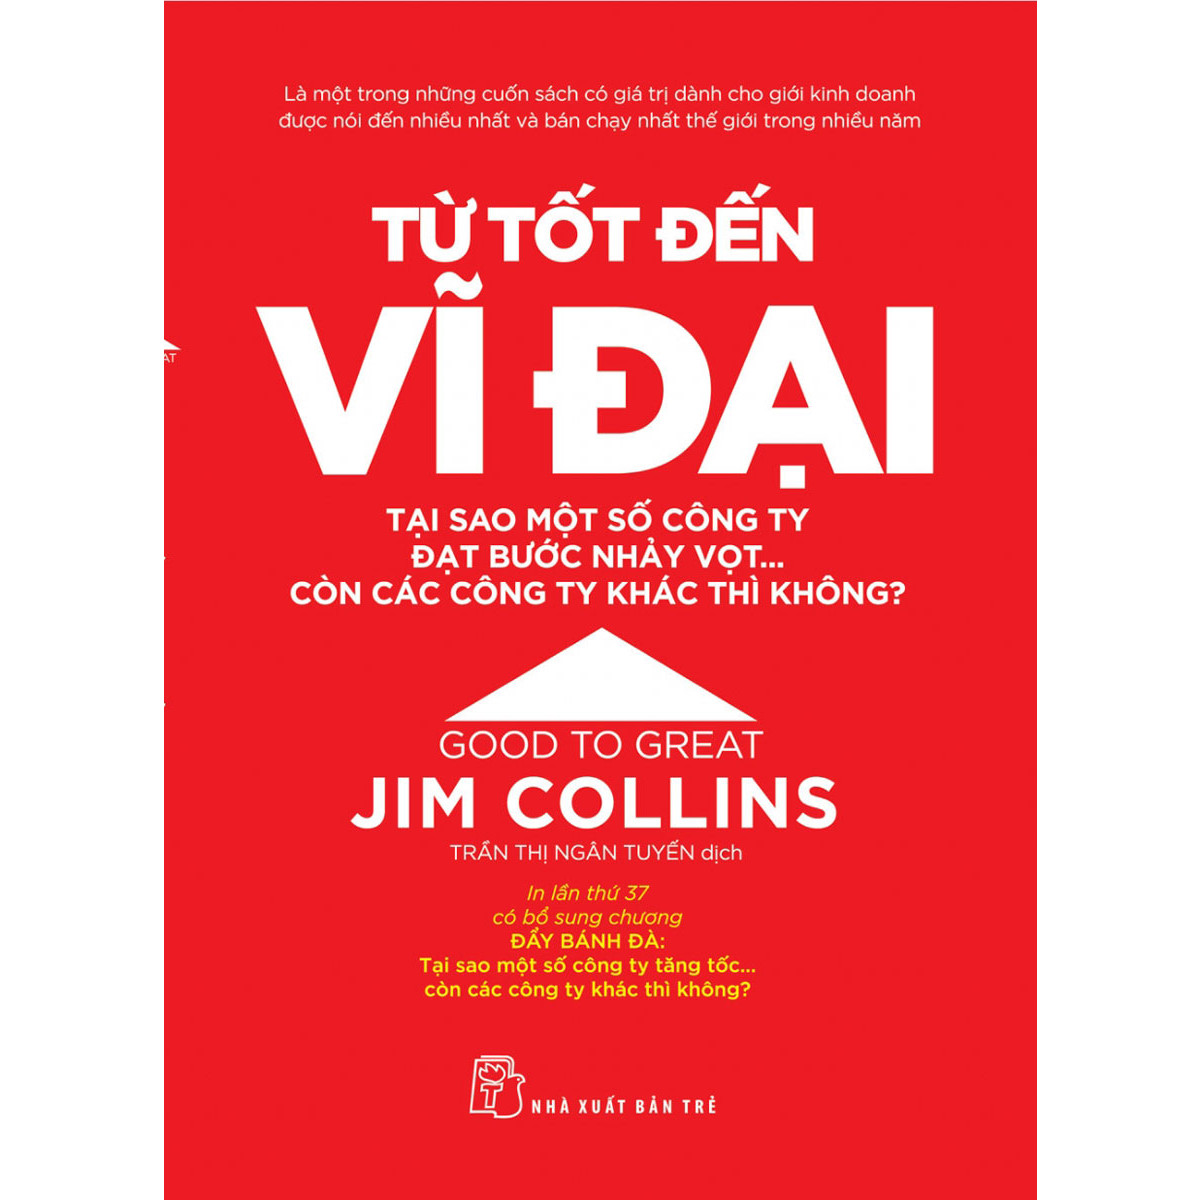 Là một trong những cuốn sách có giá trị dành cho giới kinh doanh
được nói đến nhiều nhất và bán chạy nhất thế giới trong nhiều năm
TỪ TỐT ĐẾN
VĨ ĐẠI
AT
TẠI SAO MỘT SỐ CÔNG TY
ĐẠT BƯỚC NHẢY VỌT...
CÒN CÁC CÔNG TY KHÁC THÌ KHÔNG?
GOOD TO GREAT
JIM COLLINS
TRẦN THỊ NGÂN TUYẾN dịch
In lần thứ 37
có bổ sung chương
ĐẨY BÁNH ĐÀ:
Tại sao một số công ty tăng tốc...
còn các công ty khác thì không?
T
NHÀ XUẤT BẢN TRẺ